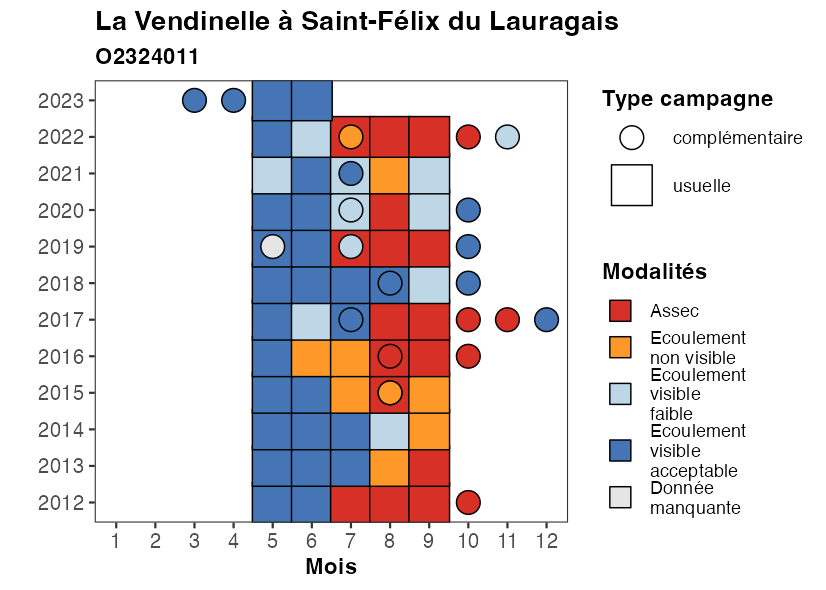 La Vendinelle à Saint-Félix du Lauragais
O2324011
2023
2022
2021
2020
2019
2018
2017
2016
2015
2014
2013
2012
1 2 3 4 5 6 7 8 9 10 11 12
Mois
Type campagne
complémentaire
usuelle
Modalités
Assec
Ecoulement
non visible
Ecoulement
visible
faible
Ecoulement
visible
acceptable
Donnée
manquante